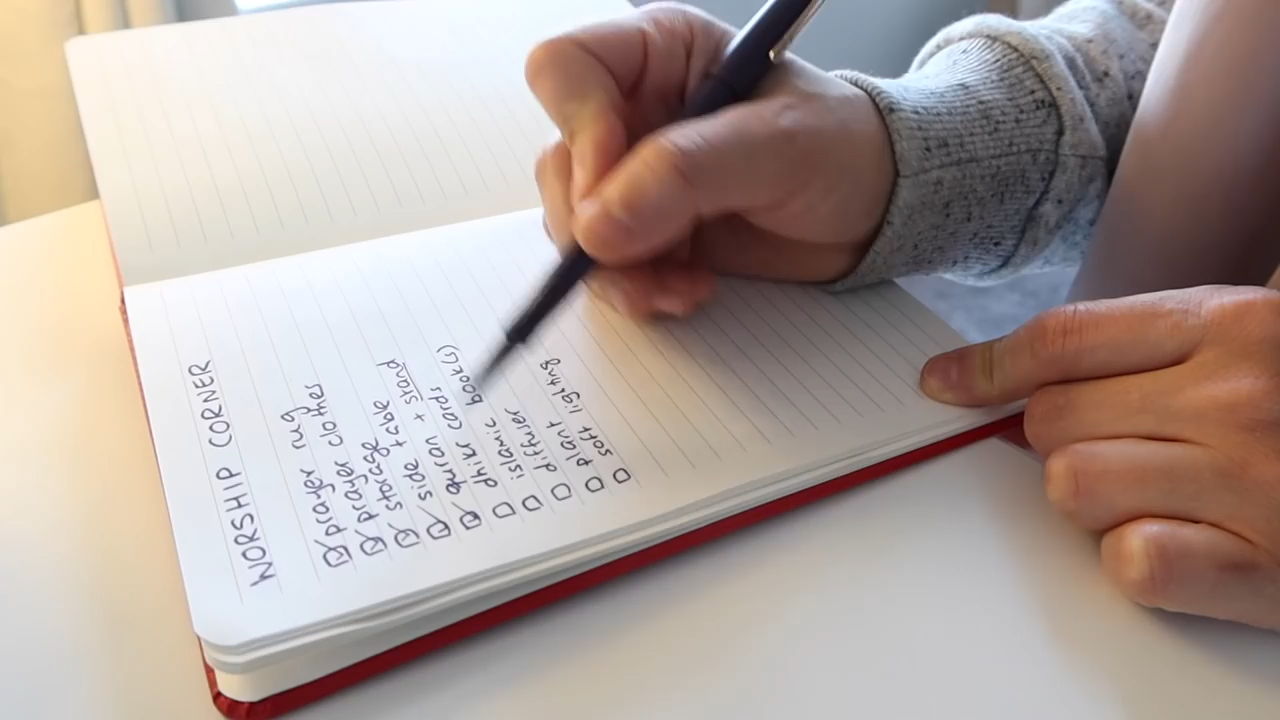 WORSHIP CORNER
☑ prayer rug
☑ prayer clothes
☑ storage
☑ side table
☑ quran + stand
☐ dhikr cards
☐ islamic book(s)
☐ diffuser
☐ plant
☐ soft lighting